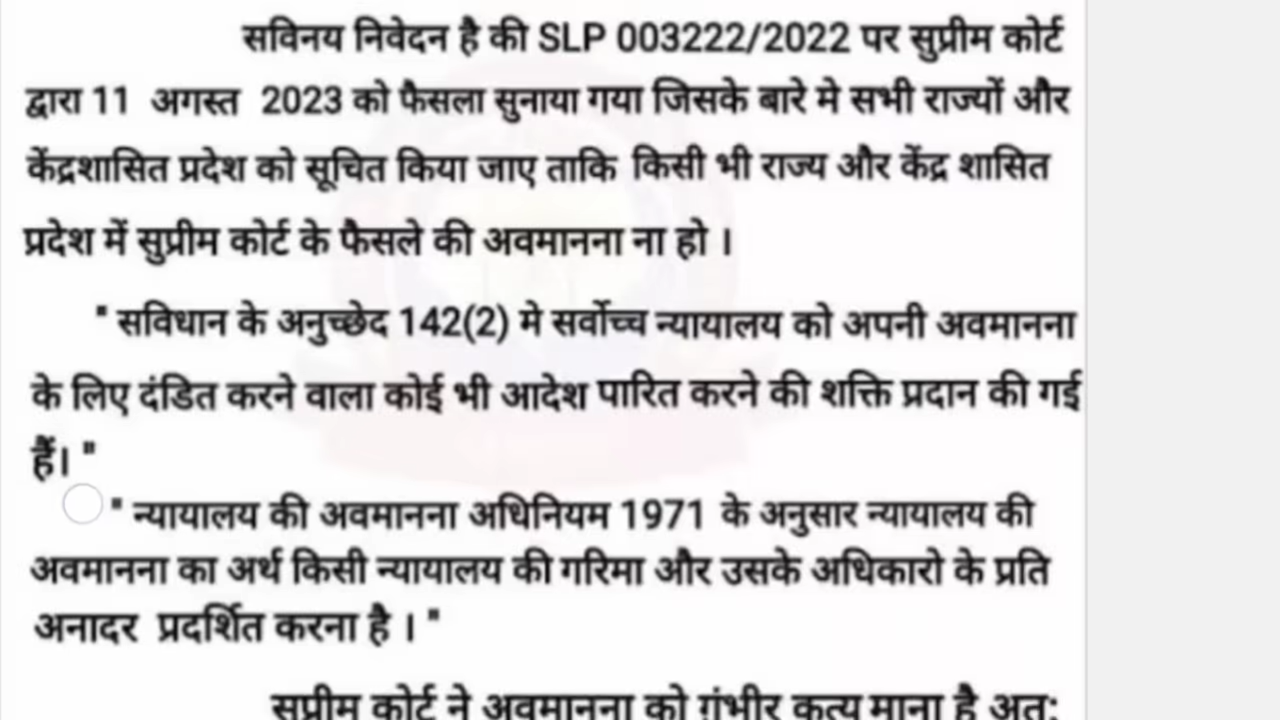 सविनय निवेदन है की SLP 003222/2022 पर सुप्रीम कोर्ट
द्वारा 11 अगस्त 2023 को फैसला सुनाया गया जिसके बारे मे सभी राज्यों और
केंद्रशासित प्रदेश को सूचित किया जाए ताकि किसी भी राज्य और केंद्र शासित
प्रदेश में सुप्रीम कोर्ट के फैसले की अवमानना ना हो ।
" सविधान के अनुच्छेद 142(2) मे सर्वोच्च न्यायालय को अपनी अवमानना
के लिए दंडित करने वाला कोई भी आदेश पारित करने की शक्ति प्रदान की गई
हैं। "
" न्यायालय की अवमानना अधिनियम 1971 के अनुसार न्यायालय की
अवमानना का अर्थ किसी न्यायालय की गरिमा और उसके अधिकारो के प्रति
अनादर प्रदर्शित करना है । "
सुप्रीम कोर्ट ने अवमानना को गंभीर कृत्य माना है अत: